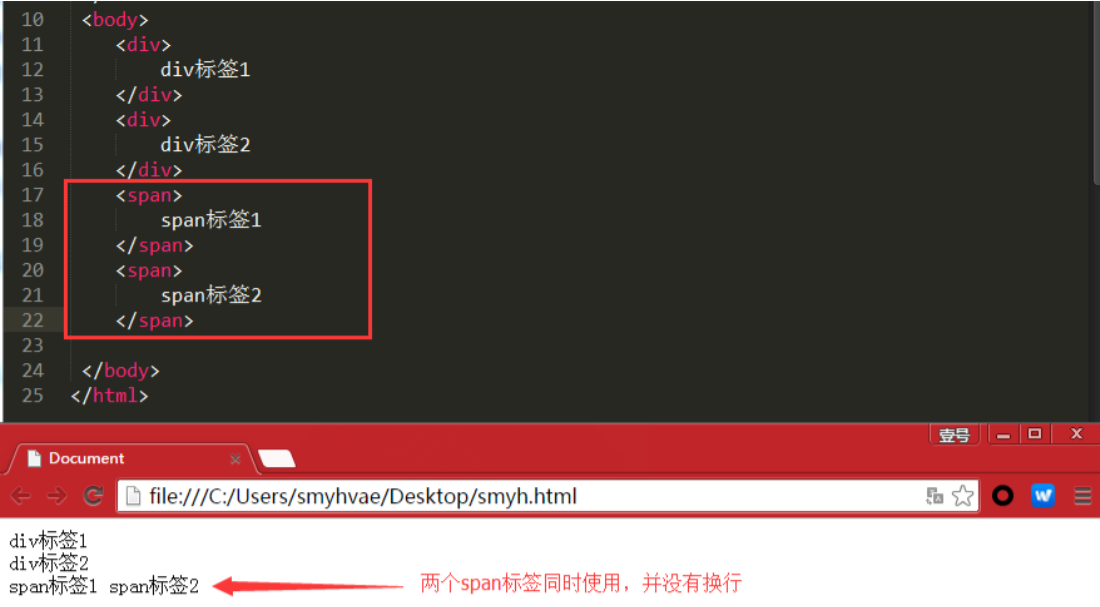 10 <body>
11 <div>
12 div标签1
13 </div>
14 <div>
15 div标签2
16 </div>
17 <span>
18 span标签1
19 </span>
20 <span>
21 span标签2
22 </span>
23
24 </body>
25 </html>
壹号
Document
file:///C:/Users/smyhvae/Desktop/smyh.html
W
div标签1
div标签2
span标签1 span标签2
两个span标签同时使用，并没有换行